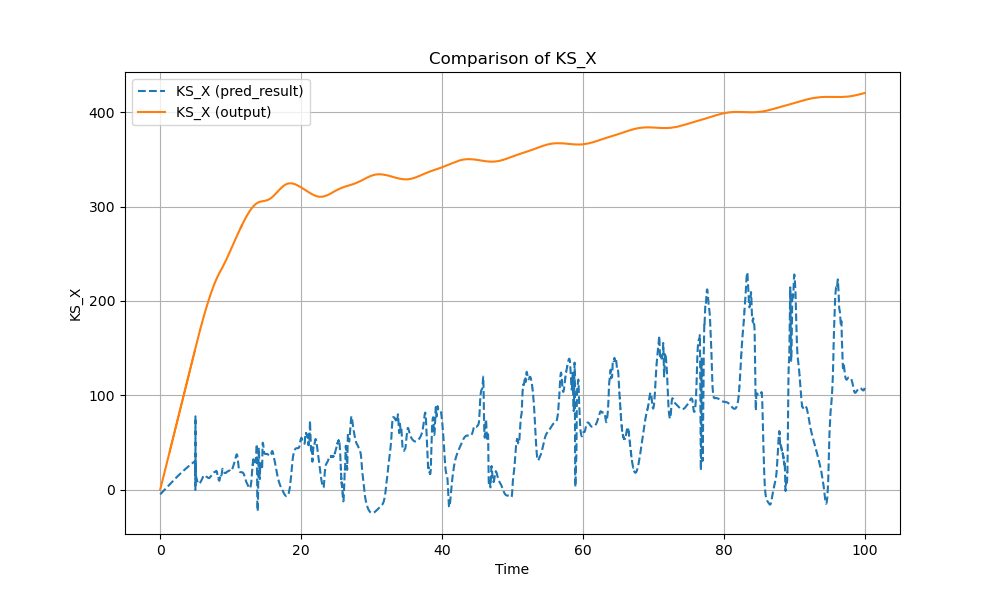 Comparison of KS_X
KS_X (pred_result)
KS_X (output)
400
300
200
100
0
KS_X
0 20 40 60 80 100
Time